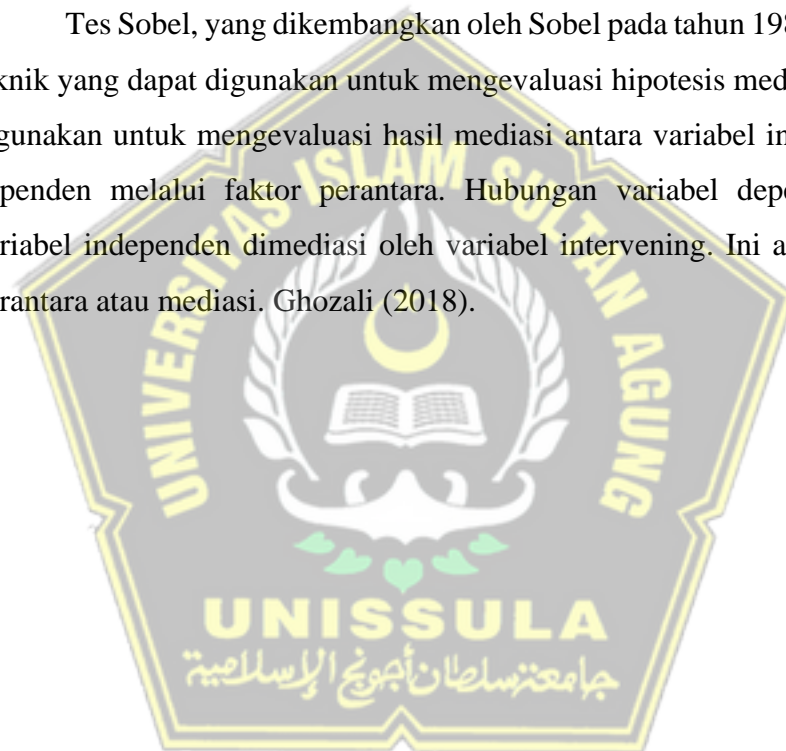 Tes Sobel, yang dikembangkan oleh Sobel pada tahun 198
knik yang dapat digunakan untuk mengevaluasi hipotesis med
gunakan untuk mengevaluasi hasil mediasi antara variabel in
penden melalui faktor perantara. Hubungan variabel depe
riabel independen dimediasi oleh variabel intervening. Ini a
rantara atau mediasi. Ghozali (2018).
UNIVERSITAS ISLAM SULTAN AGUNG
UNISSULA
جامعة سلطان أجونج الإسلامية